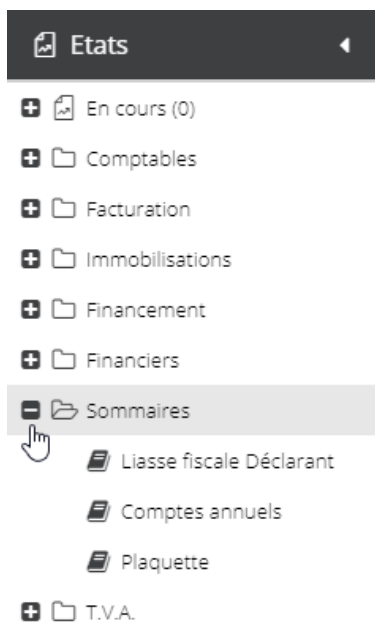 Etats
En cours (0)
Comptables
Facturation
Immobilisations
Financement
Financiers
Sommaires
Liasse fiscale Déclarant
Comptes annuels
Plaquette
T.V.A.